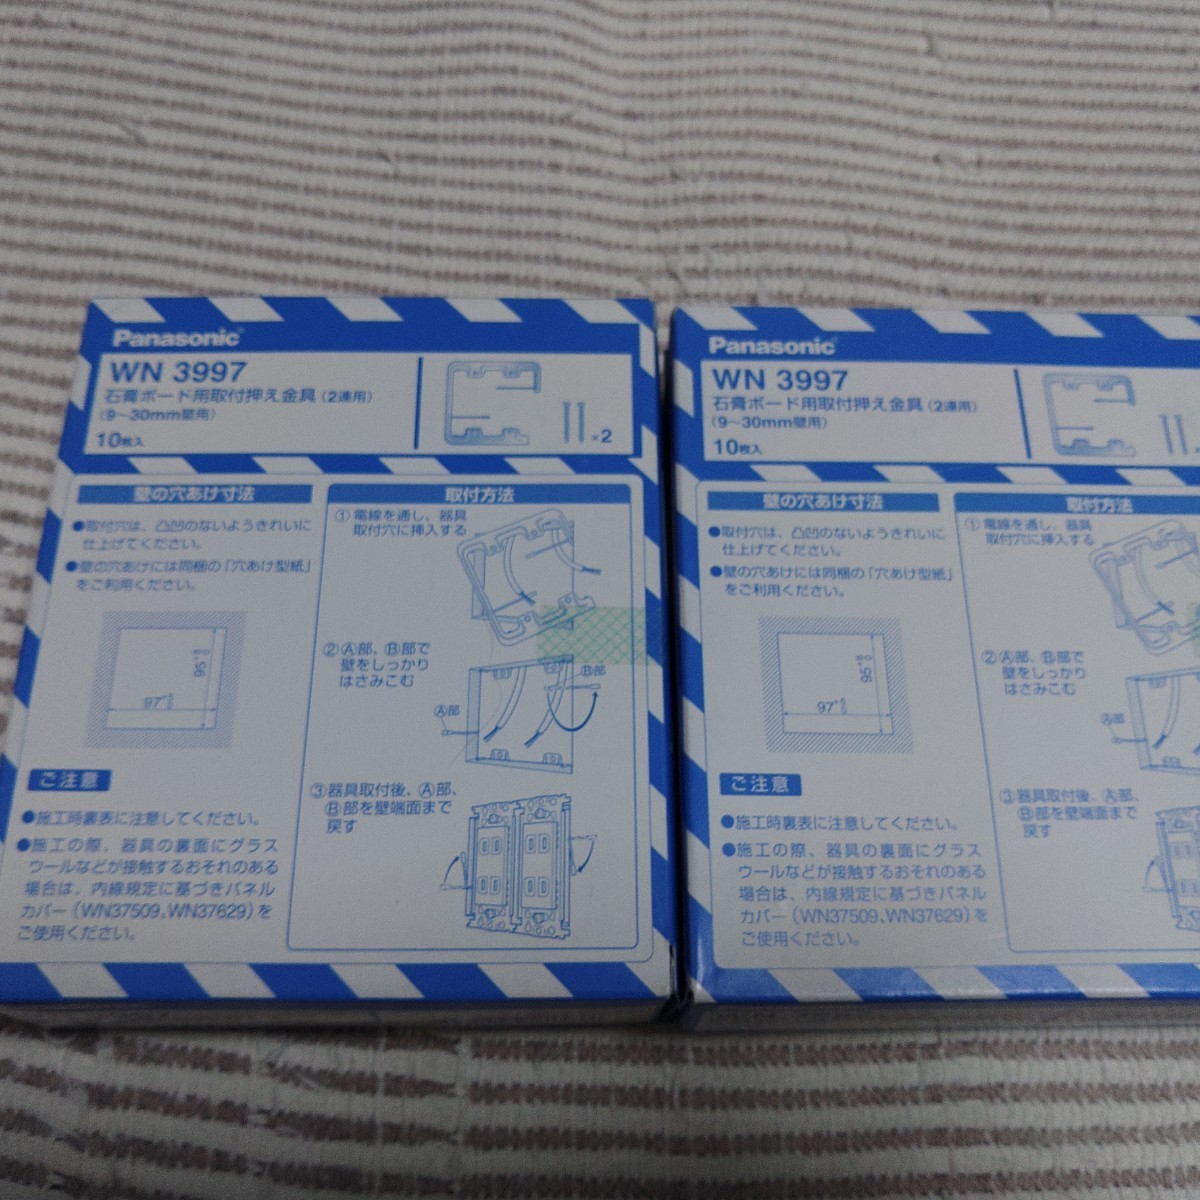 Panasonic
WN 3997
石膏ボード用取付押え金具(2連用)
(9~30mm壁用)
10枚入
×2
壁の穴あけ寸法
●取付穴は、凸凹のないようきれいに
仕上げてください。
●壁の穴あけには同梱の「穴あけ型紙」
をご利用ください。
95
97
ご注意
●施工時裏表に注意してください。
●施工の際、器具の裏面にグラス
ウールなどが接触するおそれのある
場合は、内線規定に基づきパネル
カバー(WN37509、WN37629)を
ご使用ください。
取付方法
①電線を通し、器具
取付穴に挿入する
②Ⓐ部、Ⓑ部で
壁をしっかり
はさみこむ
Ⓑ部
Ⓐ部
③器具取付後、Ⓐ部、
Ⓑ部を壁端面まで
戻す
Panasonic
WN 3997
石膏ボード用取付押え金具(2連用)
(9~30mm壁用)
10枚入
壁の穴あけ寸法
●取付穴は、凸凹のないようきれいに
仕上げてください。
●壁の穴あけには同梱の「穴あけ型紙」
をご利用ください。
95
97
ご注意
●施工時裏表に注意してください。
●施工の際、器具の裏面にグラス
ウールなどが接触するおそれのある
場合は、内線規定に基づきパネル
カバー(WN37509、WN37629)を
ご使用ください。
取付方法
①電線を通し、器具
取付穴に挿入する
②Ⓐ部、Ⓑ部で
壁をしっかり
はさみこむ
Ⓐ部
③器具取付後、Ⓐ部、
Ⓑ部を壁端面まで
戻す